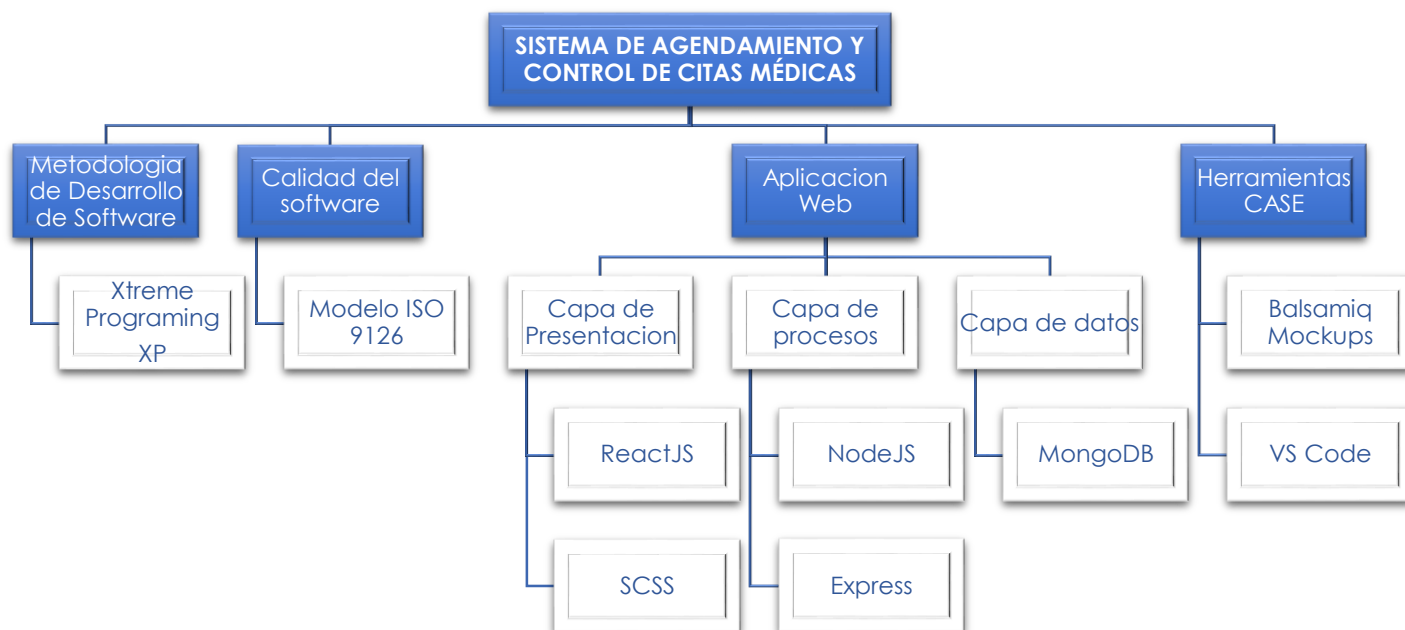 SISTEMA DE AGENDAMIENTO Y
CONTROL DE CITAS MÉDICAS
Metodologia
de Desarrollo
de Software
Xtreme
Programing
XP
Calidad del
software
Modelo ISO
9126
Aplicacion
Web
Capa de
Presentacion
ReactJS
SCSS
Capa de
procesos
NodeJS
Express
Capa de datos
MongoDB
Herramientas
CASE
Balsamiq
Mockups
VS Code